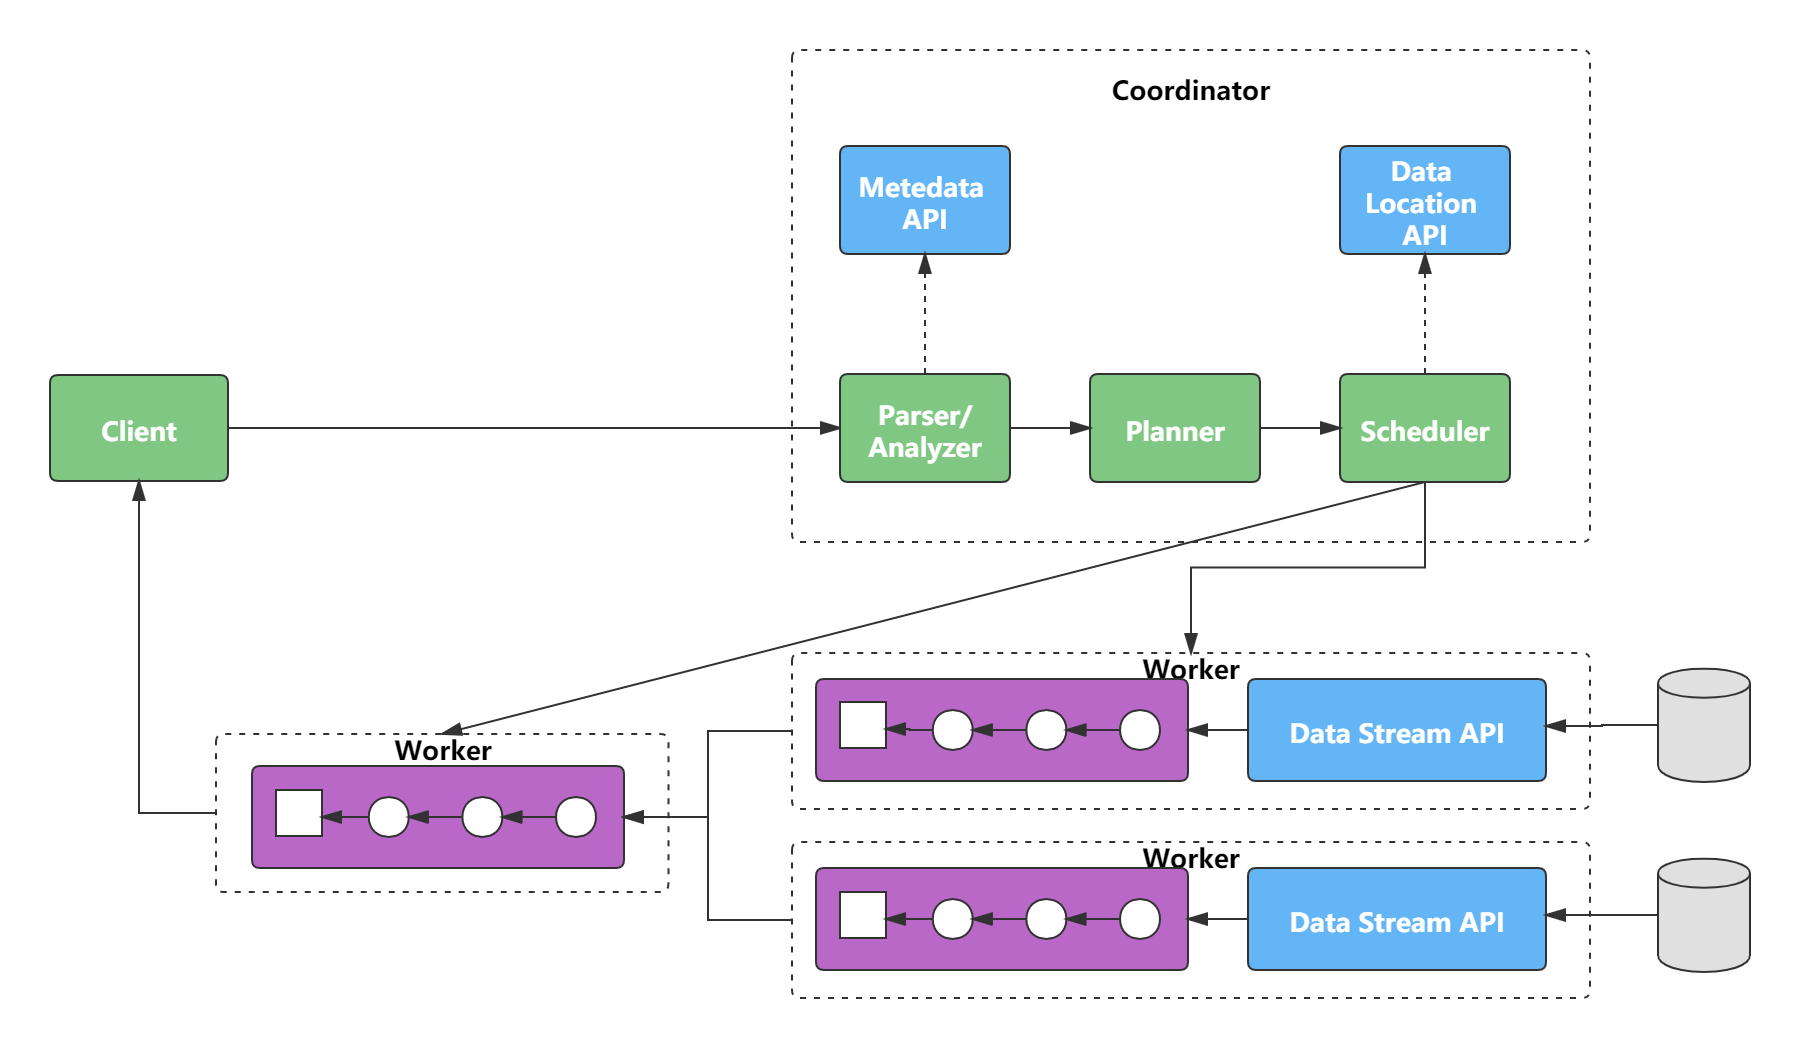 Coordinator
Metedata
API
Data
Location
API
Client
Parser/
Analyzer
Planner
Scheduler
Worker
Data Stream API
Worker
Worker
Data Stream API